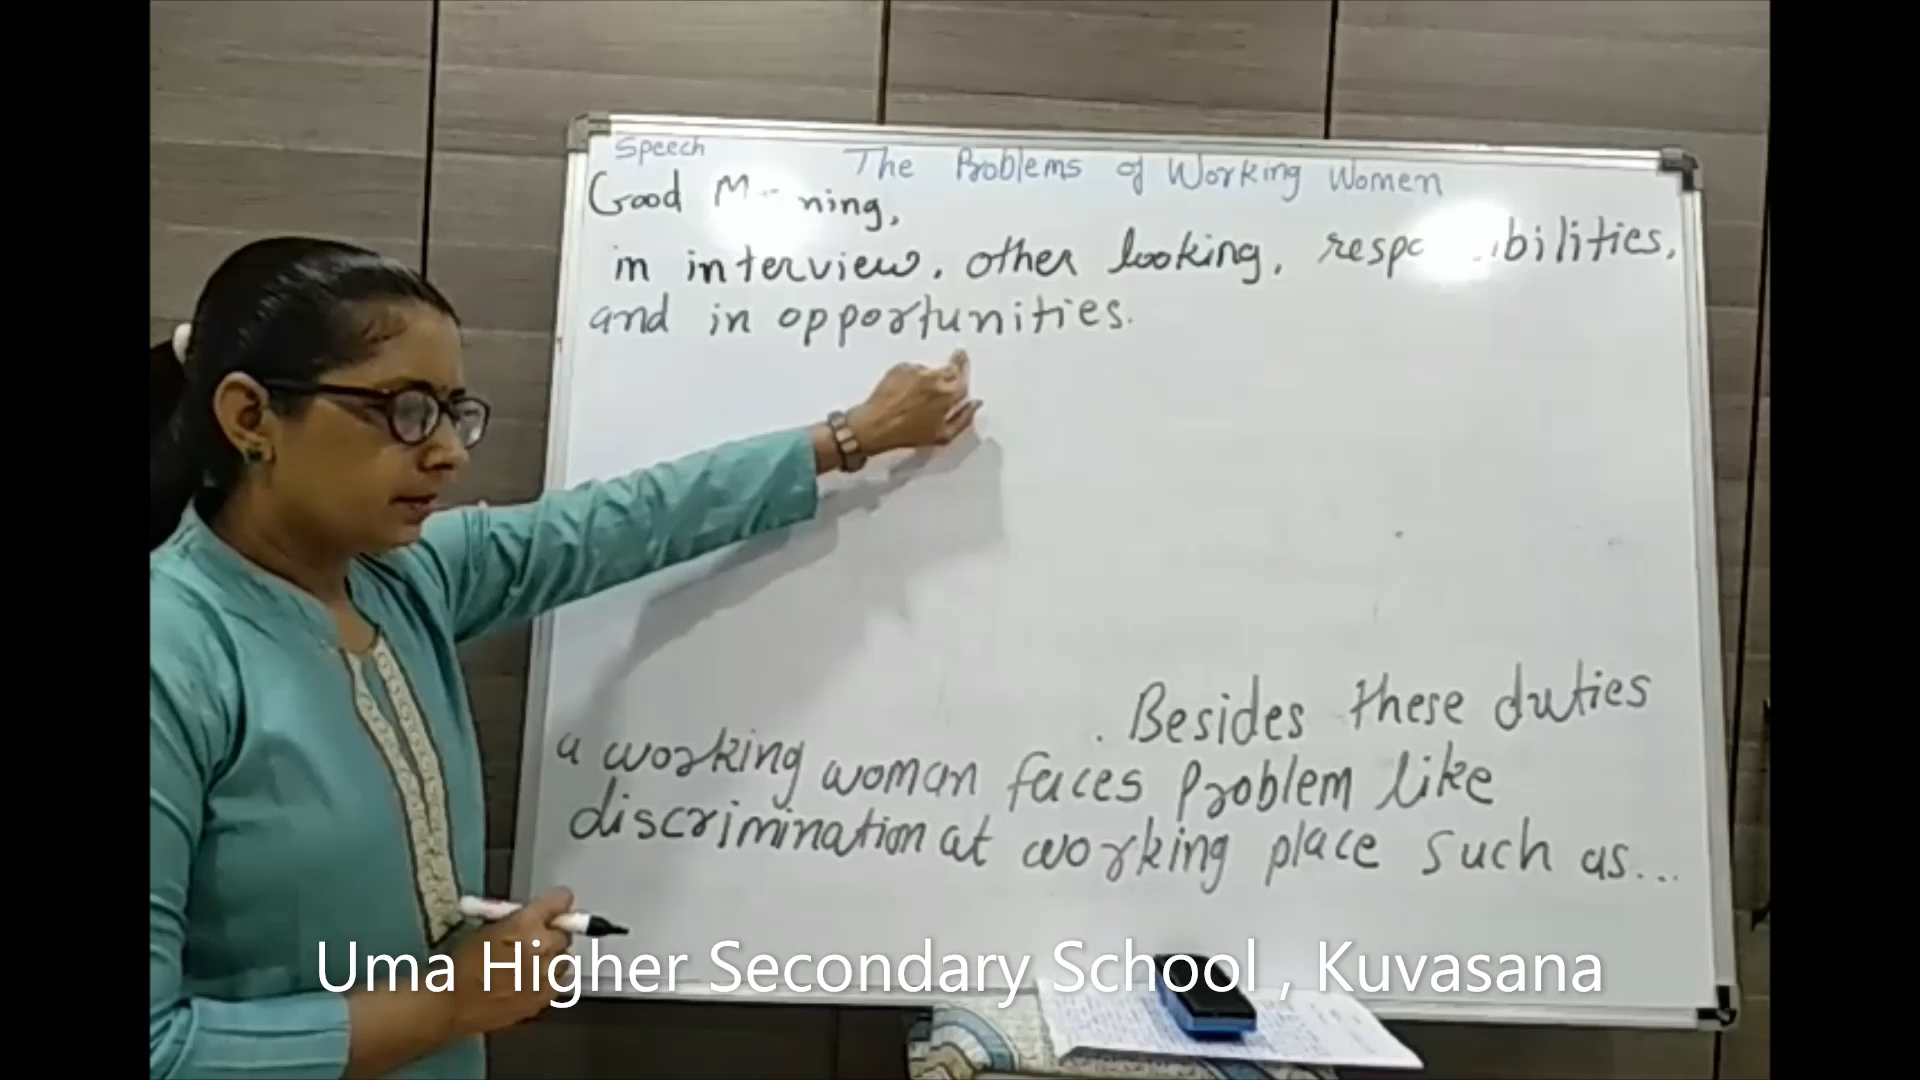 Speech
The Problems of Working Women
Good ning,
in interview, other looking,
and in opportunities.
. Besides these duties
a working woman faces problem like
discrimination at working place such as...
Uma Higher Secondary School , Kuvasana